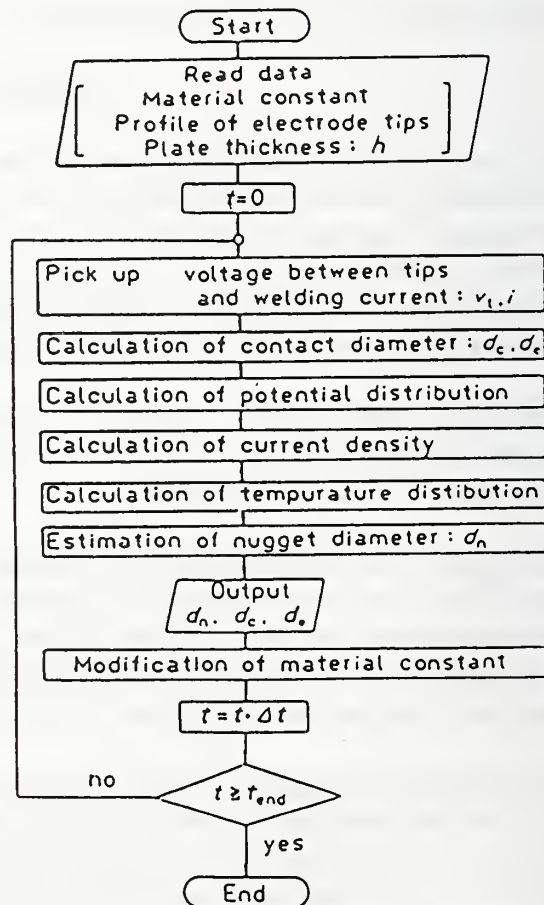 Start
Read data
Material constant
Profile of electrode tips
Plate thickness : h
t=0
Pick up voltage between tips
and welding current : v_t, i
Calculation of contact diameter : d_c, d_e
Calculation of potential distribution
Calculation of current density
Calculation of tempurature distibution
Estimation of nugget diameter : d_n
Output
d_n, d_c, d_e
Modification of material constant
t = t · Δt
t ≥ t_end
no
yes
End